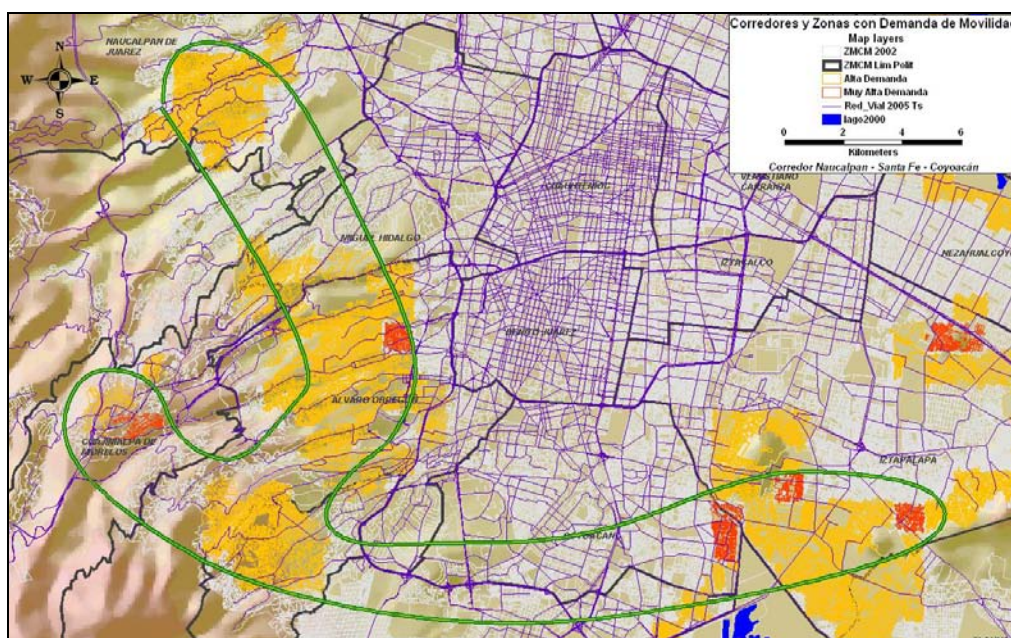 Corredores y Zonas con Demanda de Movilidad
Map layers
ZMCM 2002
ZMCM Lim Polit
Alta Demanda
Muy Alta Demanda
Red_Vial 2005 Ts
lago2000
0 2 4 6
Kilometers
Corredor Naucalpan - Santa Fe - Coyoacán
N
W E
S
NAUCALPAN DE
JUAREZ
CUAUHTEMOC
VENUSTIANO
CARRANZA
MIGUEL HIDALGO
IZTACALCO
NEZAHUALCOYO
BENITO JUAREZ
ALVARO OBREGON
CUAJIMALPA DE
MORELOS
IZTAPALAPA
COYOACAN